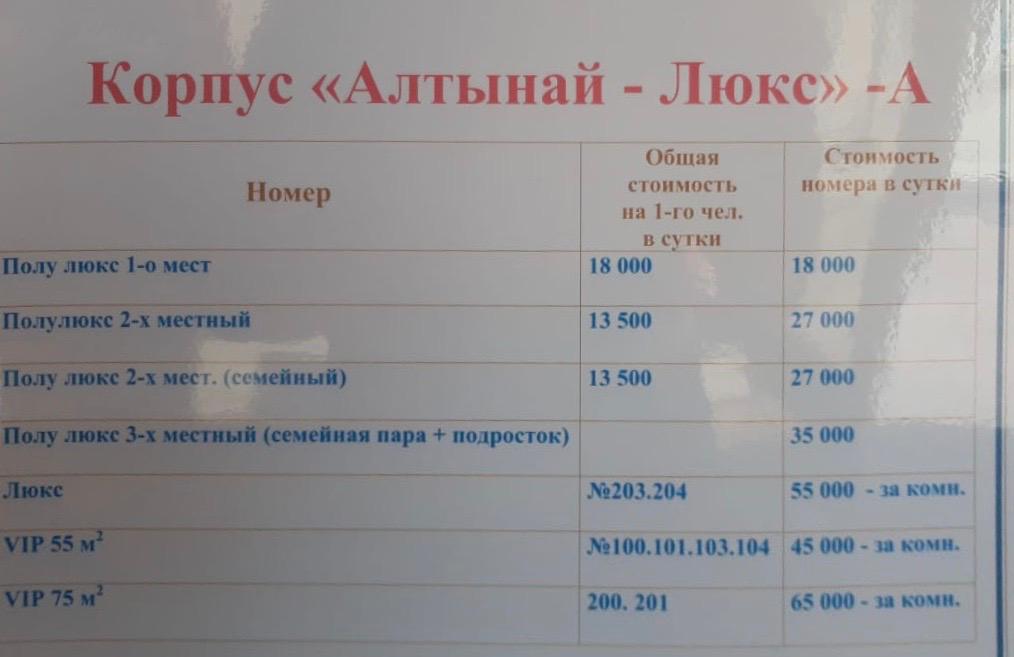 Корпус «Алтынай - Люкс» -А
Номер
Общая
стоимость
на 1-го чел.
в сутки
Стоимость
номера в сутки
Полу люкс 1-о мест 18 000 18 000
Полулюкс 2-х местный 13 500 27 000
Полу люкс 2-х мест. (семейный) 13 500 27 000
Полу люкс 3-х местный (семейная пара + подросток) 35 000
Люкс №203.204 55 000 - за комн.
VIP 55 м² №100.101.103.104 45 000 - за комн.
VIP 75 м² 200. 201 65 000 - за комн.